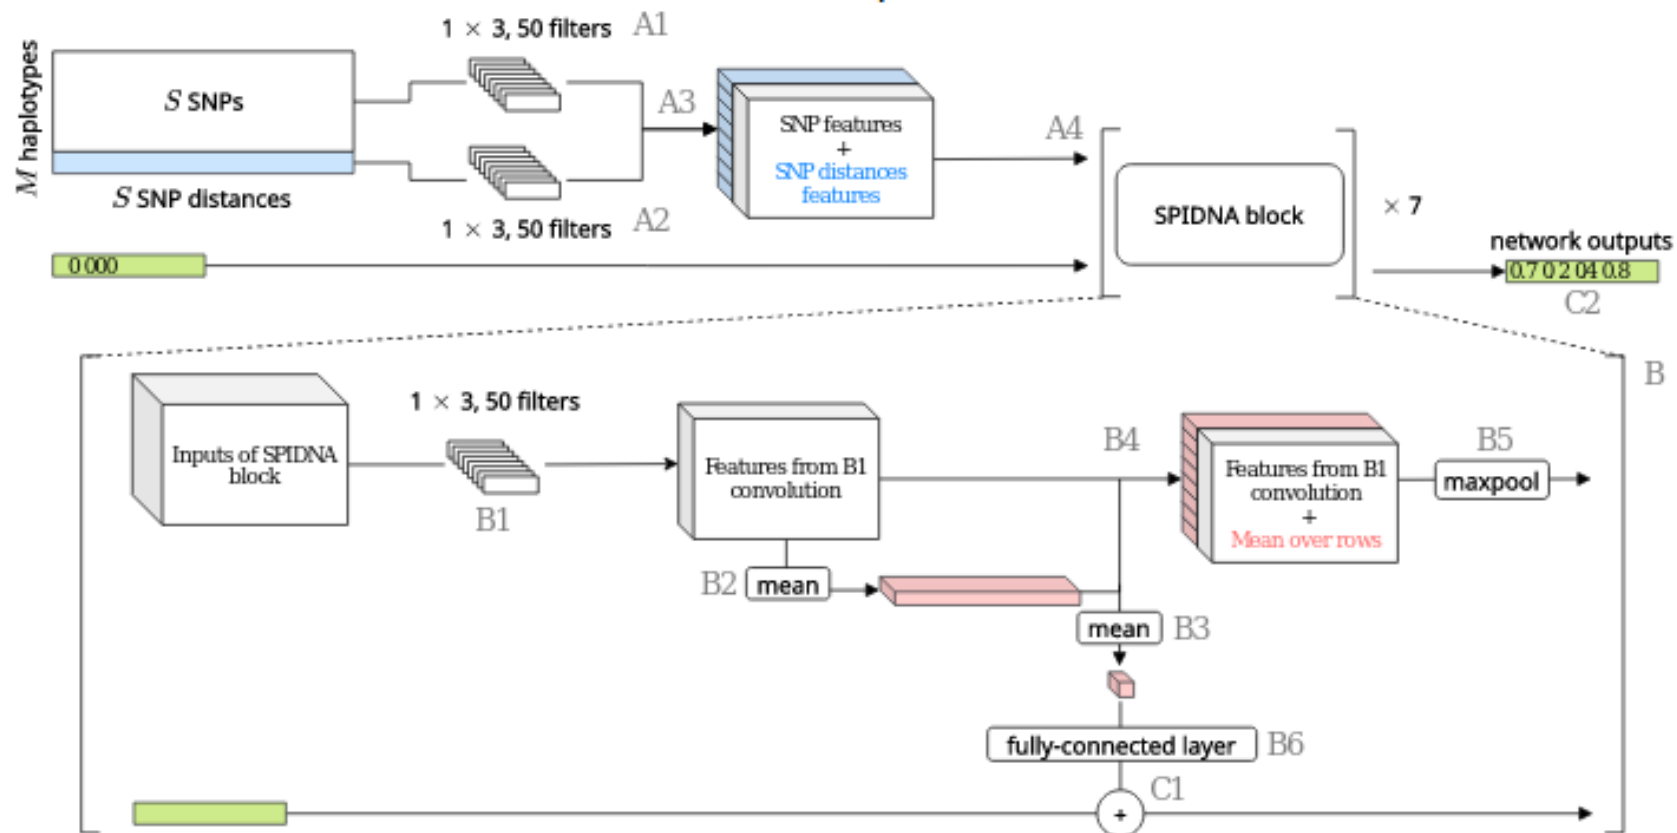 1 × 3, 50 filters A1
M haplotypes
S SNPs
A3
SNP features
+
SNP distances
features
A4
S SNP distances
1 × 3, 50 filters A2
SPIDNA block
× 7
0 000
network outputs
0.7 0 2 04 0.8
C2
B
1 × 3, 50 filters
Inputs of SPIDNA
block
B1
Features from B1
convolution
B4
Features from B1
convolution
+
Mean over rows
B5
maxpool
B2 mean
mean B3
fully-connected layer B6
C1
+